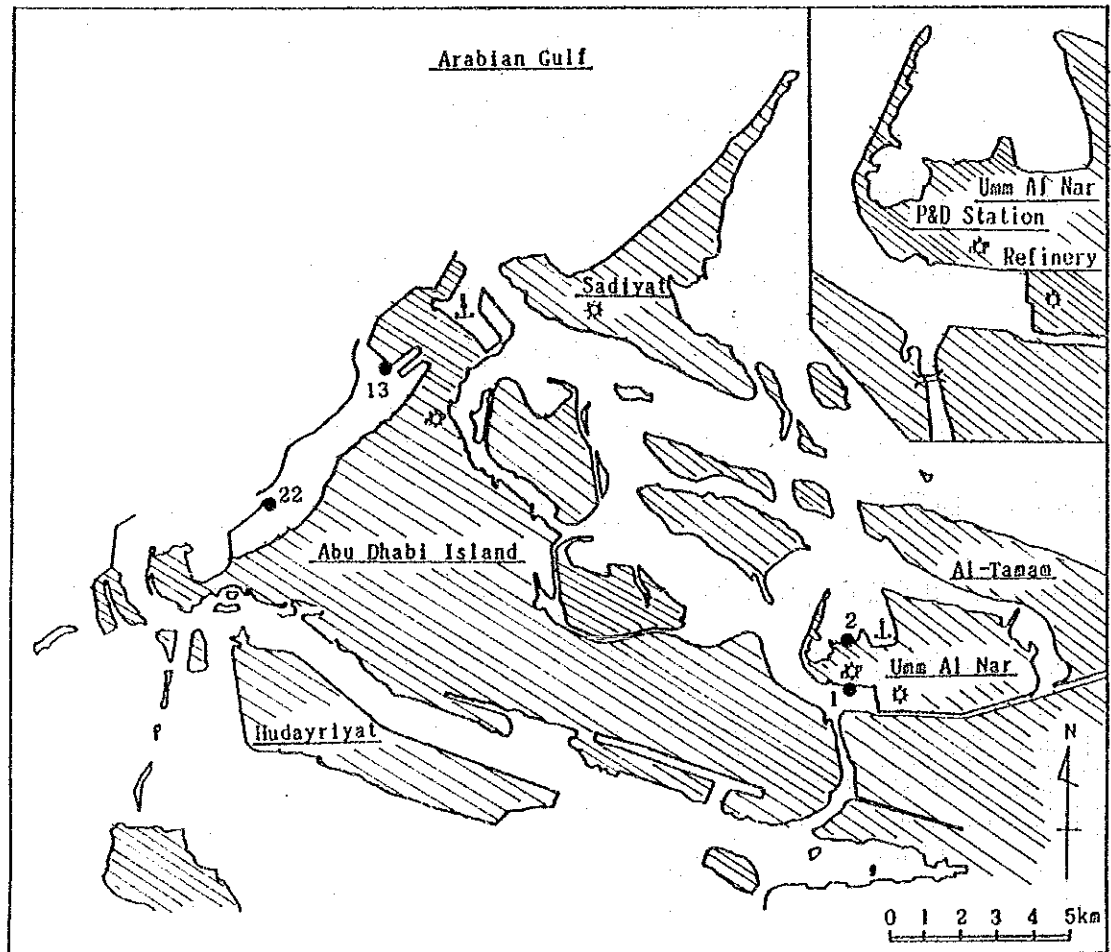 Arabian Gulf
Umm Al Nar
P&D Station
Refinery
Sadiyat
13
22
Abu Dhabi Island
Al-Tamam
2
Umm Al Nar
1
Hudayriyat
N
0 1 2 3 4 5km